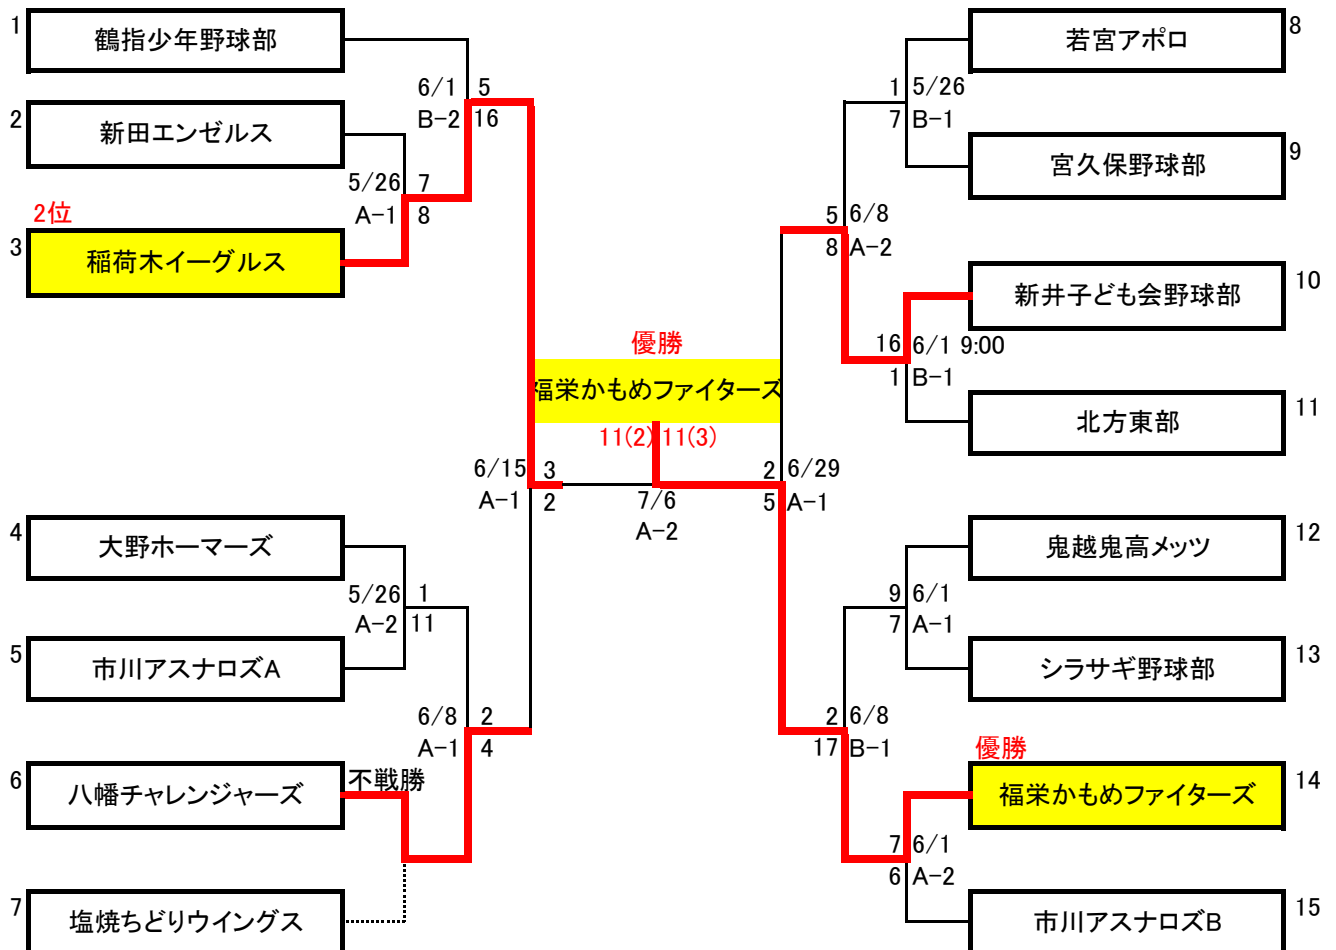 1
鶴指少年野球部
6/1 5
B-2 16
2
新田エンゼルス
5/26 7
A-1 8
2位
3
稲荷木イーグルス
6/15 3
A-1 2
4
大野ホーマーズ
5/26 1
A-2 11
5
市川アスナロズA
6/8 2
A-1 4
6
八幡チャレンジャーズ
不戦勝
7
塩焼ちどりウイングス
優勝
福栄かもめファイターズ
11(2) 11(3)
7/6
A-2
8
若宮アポロ
1 5/26
7 B-1
9
宮久保野球部
5 6/8
8 A-2
10
新井子ども会野球部
16 6/1 9:00
1 B-1
11
北方東部
2 6/29
5 A-1
12
鬼越鬼高メッツ
9 6/1
7 A-1
13
シラサギ野球部
2 6/8
17 B-1
優勝
14
福栄かもめファイターズ
7 6/1
6 A-2
15
市川アスナロズB